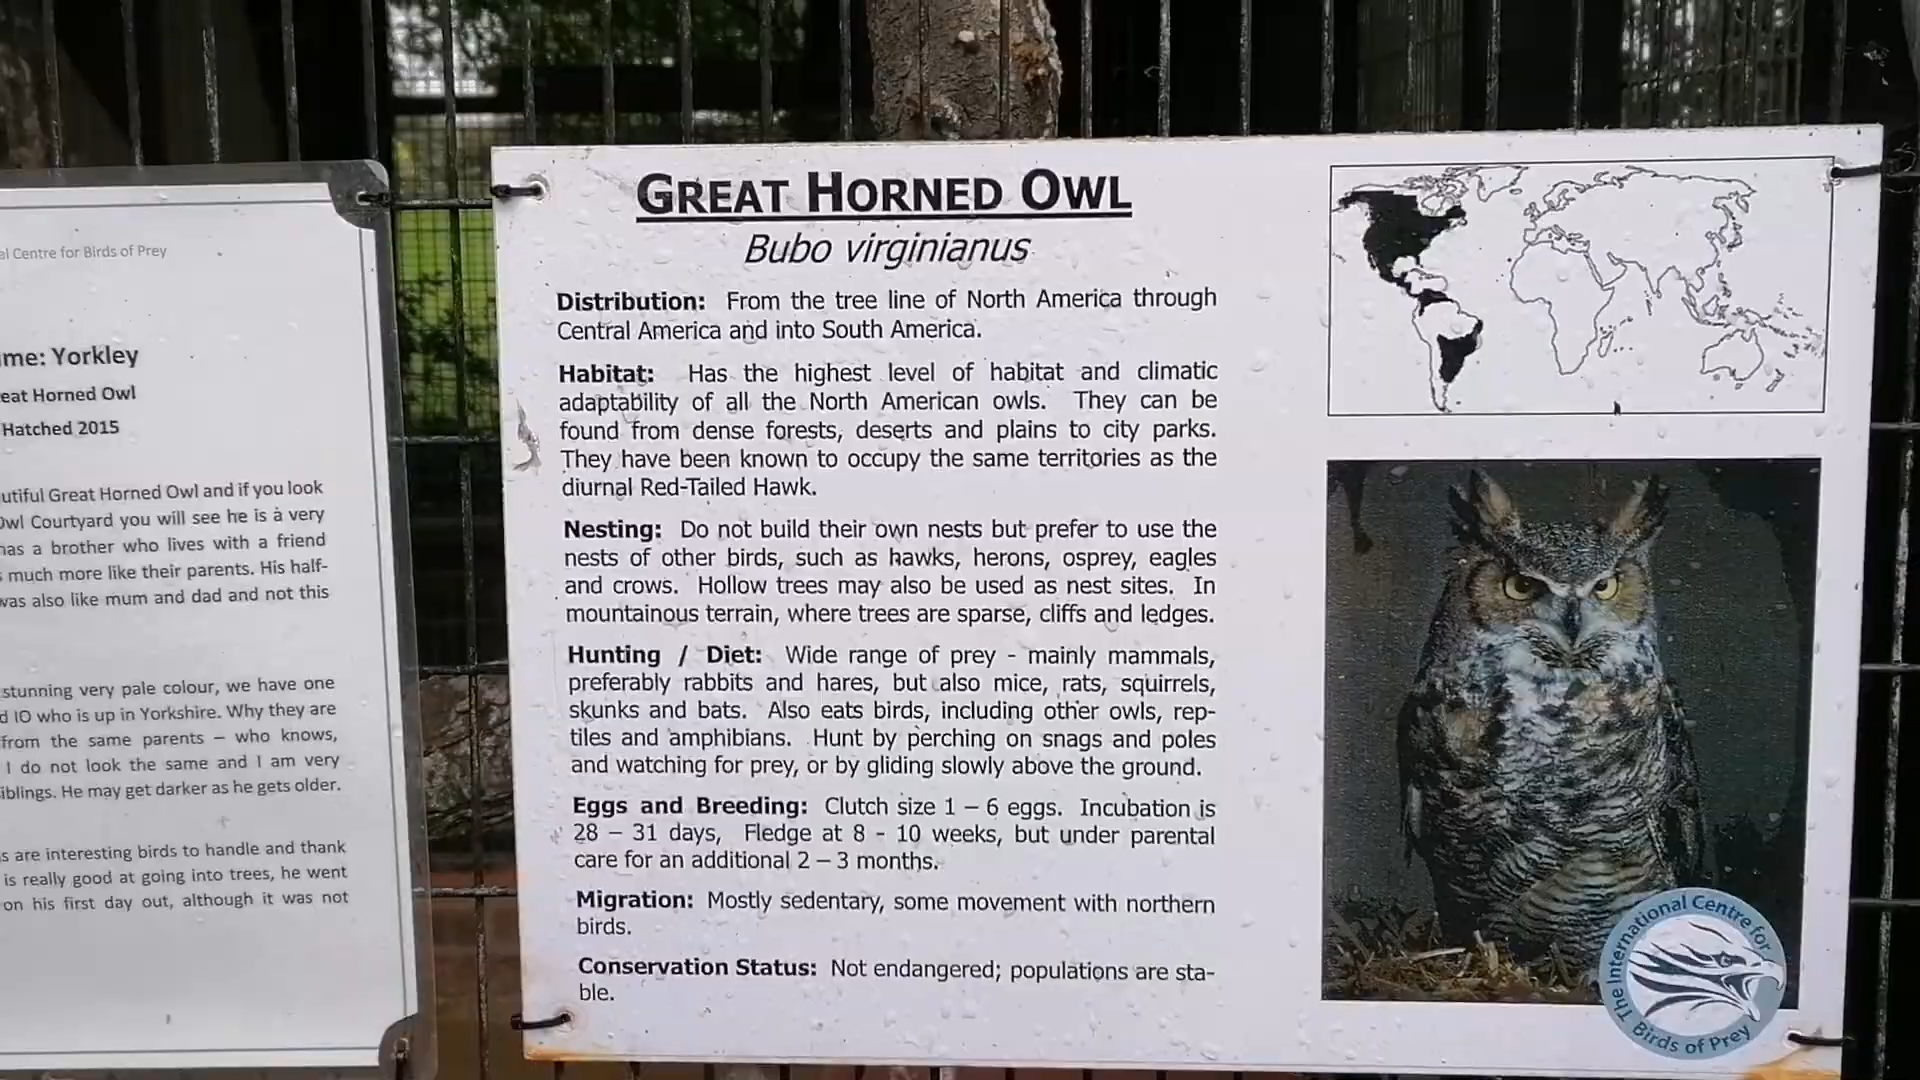 al Centre for Birds of Prey
me: Yorkley
eat Horned Owl
Hatched 2015
utiful Great Horned Owl and if you look
Owl Courtyard you will see he is a very
has a brother who lives with a friend
s much more like their parents. His half-
was also like mum and dad and not this
stunning very pale colour, we have one
d IO who is up in Yorkshire. Why they are
from the same parents – who knows,
I do not look the same and I am very
iblings. He may get darker as he gets older.
s are interesting birds to handle and thank
is really good at going into trees, he went
on his first day out, although it was not
GREAT HORNED OWL
Bubo virginianus
Distribution: From the tree line of North America through
Central America and into South America.
Habitat: Has the highest level of habitat and climatic
adaptability of all the North American owls. They can be
found from dense forests, deserts and plains to city parks.
They have been known to occupy the same territories as the
diurnal Red-Tailed Hawk.
Nesting: Do not build their own nests but prefer to use the
nests of other birds, such as hawks, herons, osprey, eagles
and crows. Hollow trees may also be used as nest sites. In
mountainous terrain, where trees are sparse, cliffs and ledges.
Hunting / Diet: Wide range of prey - mainly mammals,
preferably rabbits and hares, but also mice, rats, squirrels,
skunks and bats. Also eats birds, including other owls, rep-
tiles and amphibians. Hunt by perching on snags and poles
and watching for prey, or by gliding slowly above the ground.
Eggs and Breeding: Clutch size 1 – 6 eggs. Incubation is
28 – 31 days, Fledge at 8 - 10 weeks, but under parental
care for an additional 2 – 3 months.
Migration: Mostly sedentary, some movement with northern
birds.
Conservation Status: Not endangered; populations are sta-
ble.
The International Centre for
Birds of Prey